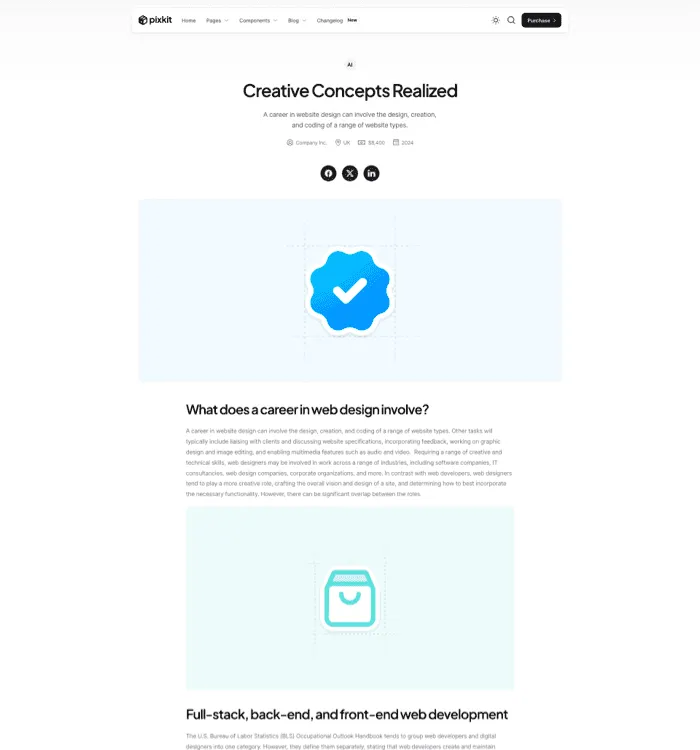 pixkit Home Pages Components Blog Changelog New Purchase
AI
Creative Concepts Realized
A career in website design can involve the design, creation,
and coding of a range of website types.
Company Inc. UK $8,400 2024
What does a career in web design involve?
A career in website design can involve the design, creation, and coding of a range of website types. Other tasks will
typically include liaising with clients and discussing website specifications, incorporating feedback, working on graphic
design and image editing, and enabling multimedia features such as audio and video. Requiring a range of creative and
technical skills, web designers may be involved in work across a range of industries, including software companies, IT
consultancies, web design companies, corporate organizations, and more. In contrast with web developers, web designers
tend to play a more creative role, crafting the overall vision and design of a site, and determining how to best incorporate
the necessary functionality. However, there can be significant overlap between the roles.
Full-stack, back-end, and front-end web development
The U.S. Bureau of Labor Statistics (BLS) Occupational Outlook Handbook tends to group web developers and digital
designers into one category. However, they define them separately, stating that web developers create and maintain